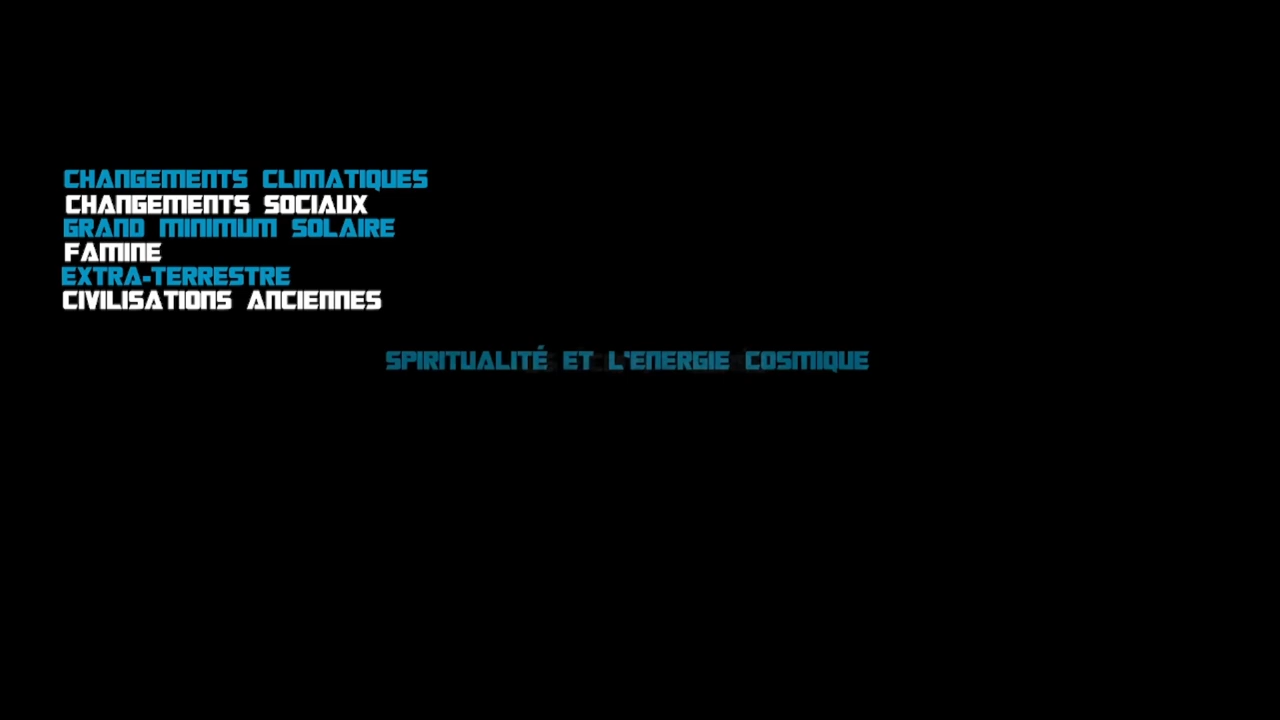 CHANGEMENTS CLIMATIQUES
CHANGEMENTS SOCIAUX
GRAND MINIMUM SOLAIRE
FAMINE
EXTRA-TERRESTRE
CIVILISATIONS ANCIENNES
SPIRITUALITÉ ET L'ENERGIE COSMIQUE